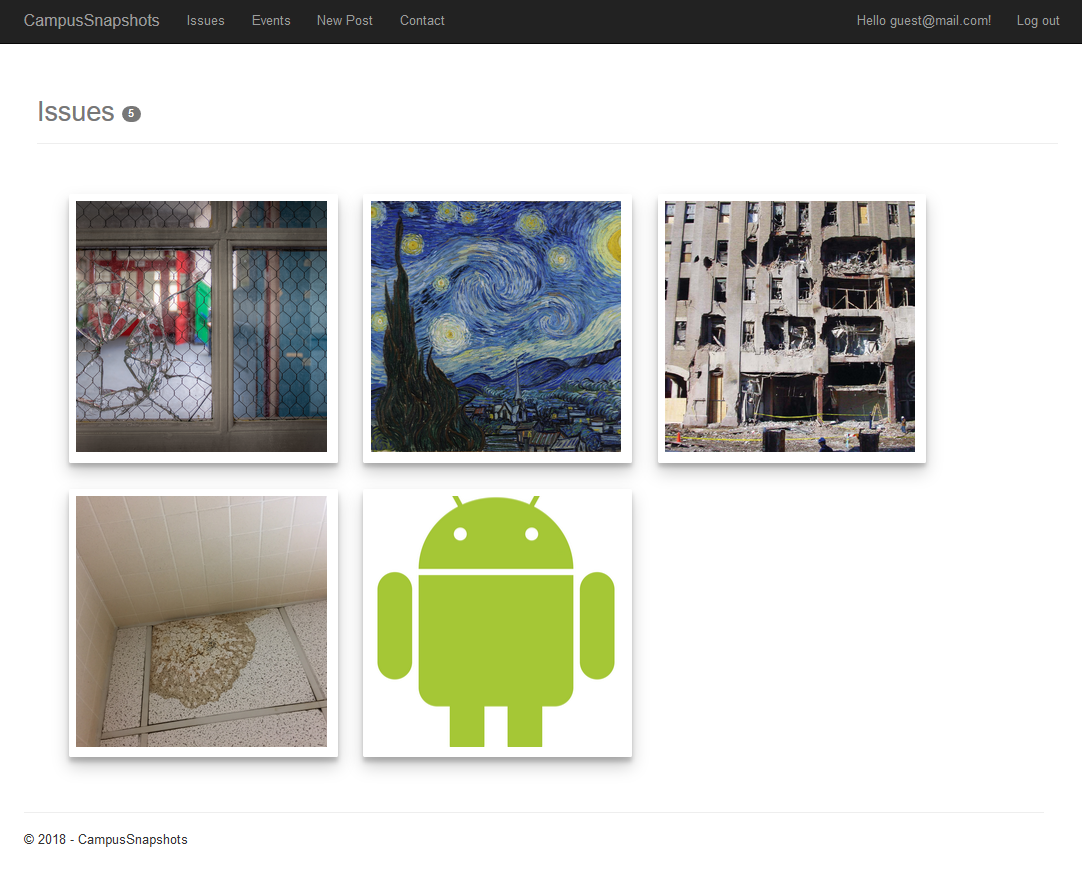 CampusSnapshots Issues Events New Post Contact Hello guest@mail.com! Log out
Issues 5
© 2018 - CampusSnapshots